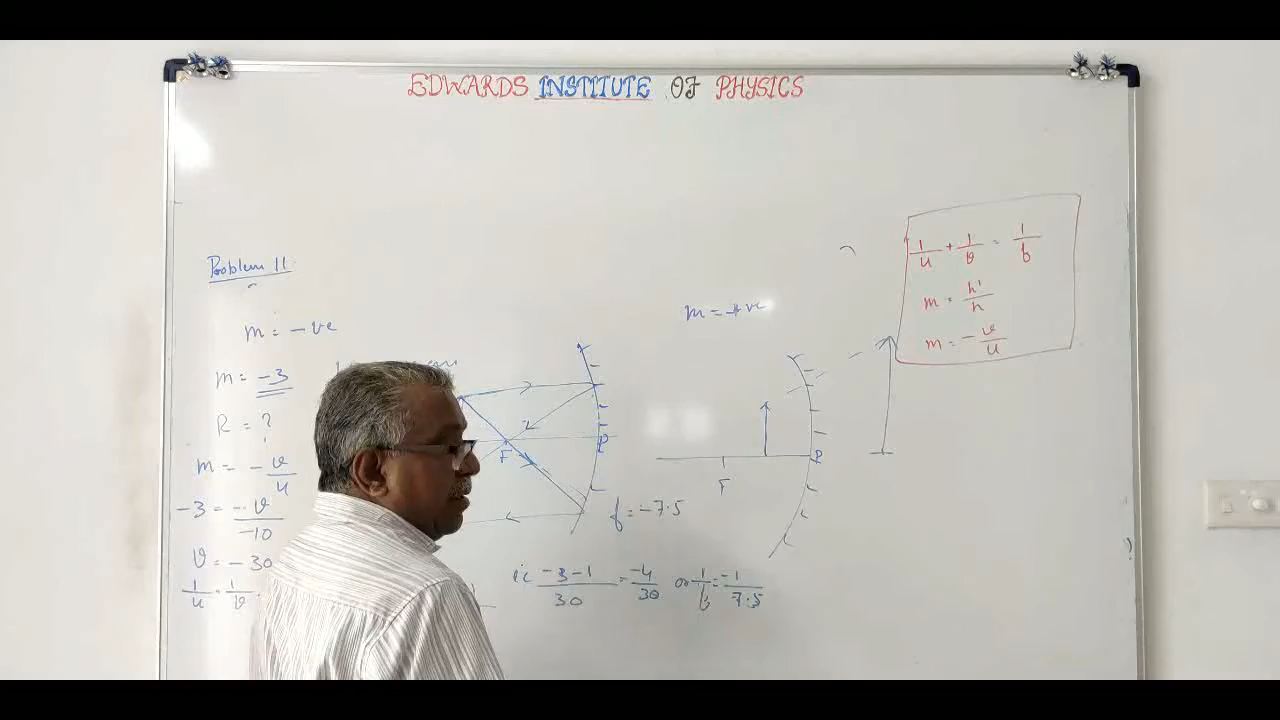 EDWARDS INSTITUTE OF PHYSICS
Problem 11
m = -ve
m = -3
R = ?
m = - v/u
-3 = -v/-10
v = -30
1/u + 1/v
F
P
f = -7.5
ie -3-1/30 = -4/30 or 1/f = -1/7.5
m = +ve
F
P
1/u + 1/v = 1/f
m = h'/h
m = - v/u